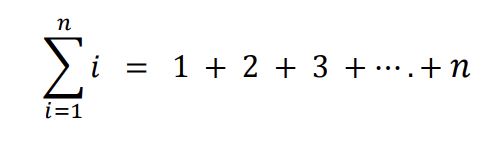 n
∑ i = 1 + 2 + 3 + ⋯. + n
i=1